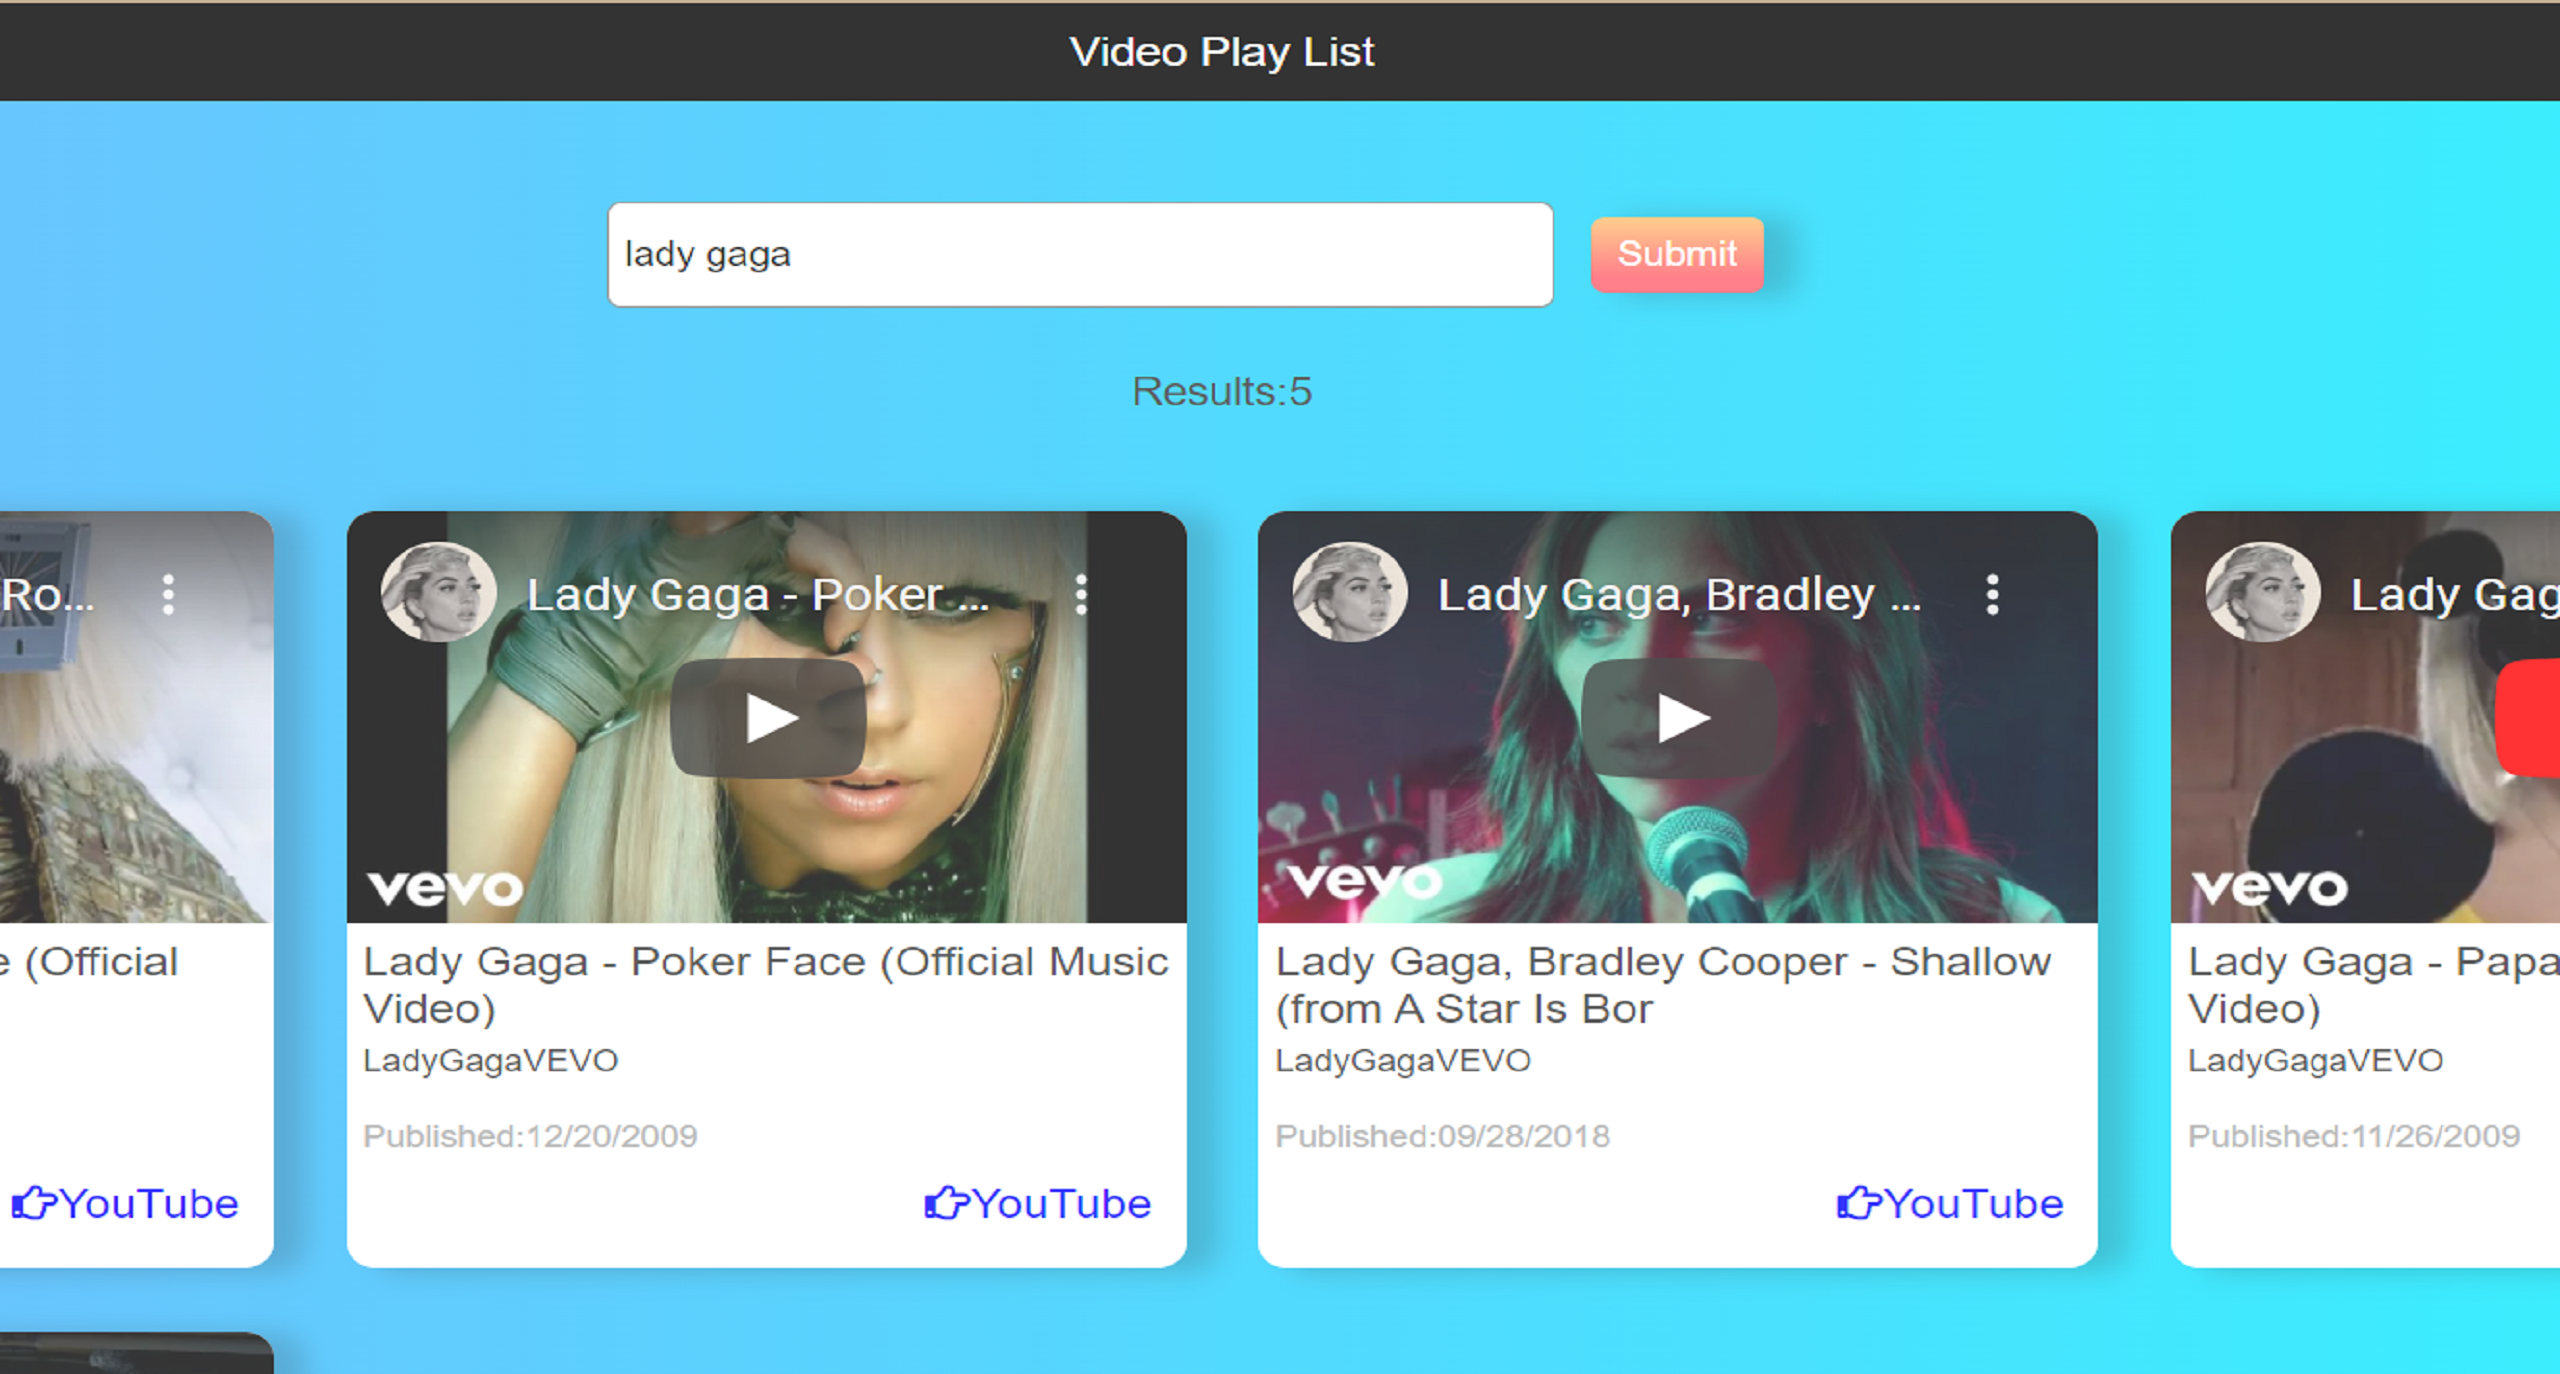 Video Play List
lady gaga
Submit
Results:5
Ro...
Lady Gaga - Poker ...
Lady Gaga, Bradley ...
Lady Gag
vevo
vevo
vevo
e (Official
Lady Gaga - Poker Face (Official Music
Video)
LadyGagaVEVO
Published:12/20/2009
Lady Gaga, Bradley Cooper - Shallow
(from A Star Is Bor
LadyGagaVEVO
Published:09/28/2018
Lady Gaga - Papa
Video)
LadyGagaVEVO
Published:11/26/2009
YouTube
YouTube
YouTube